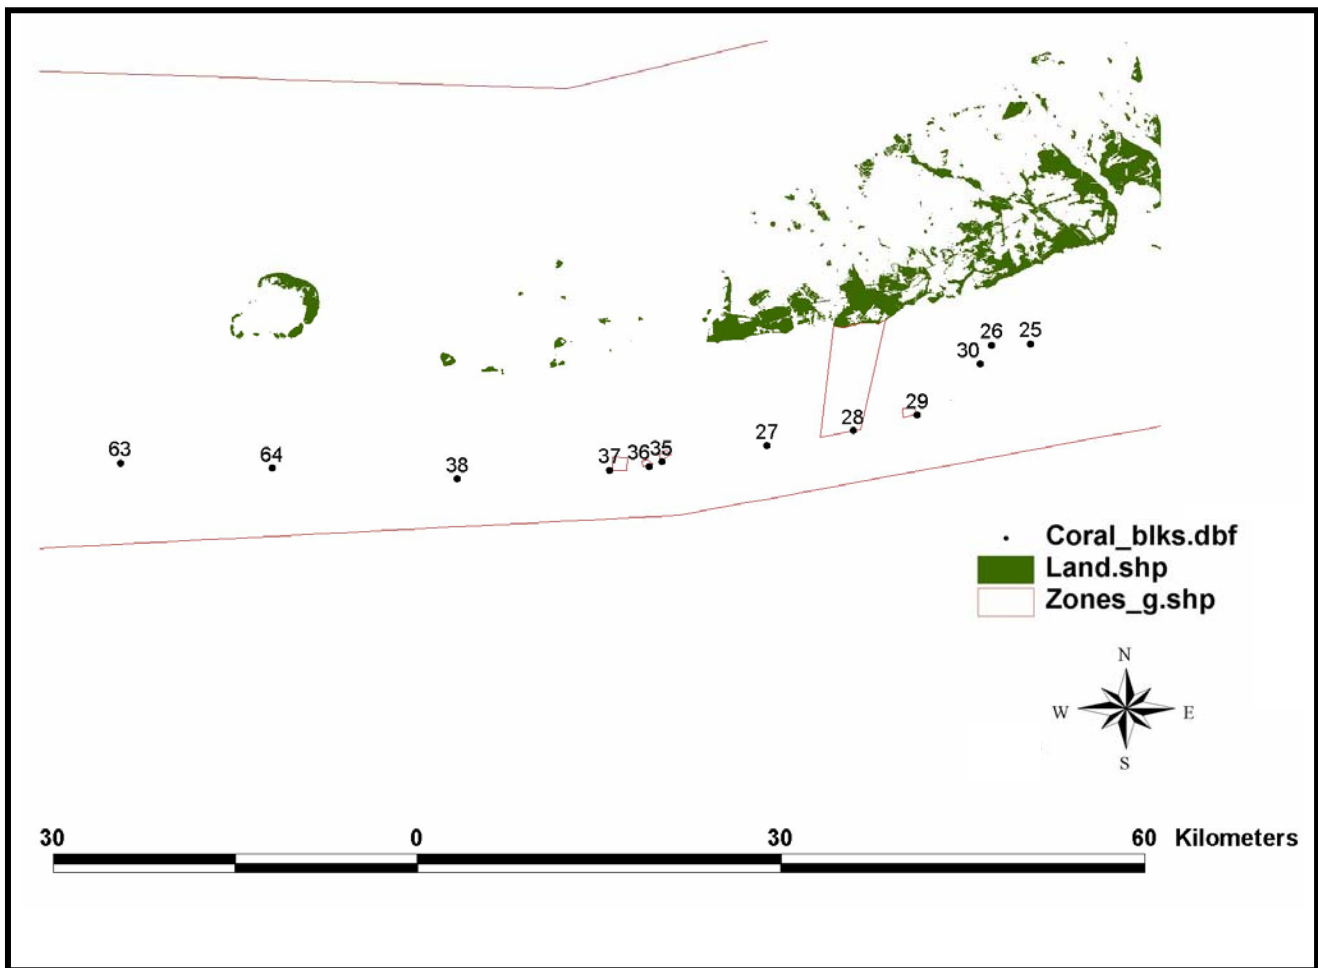 26 25
30
29
28
27
63 64 38 37 36 35
Coral_blks.dbf
Land.shp
Zones_g.shp
N
W E
S
30 0 30 60 Kilometers